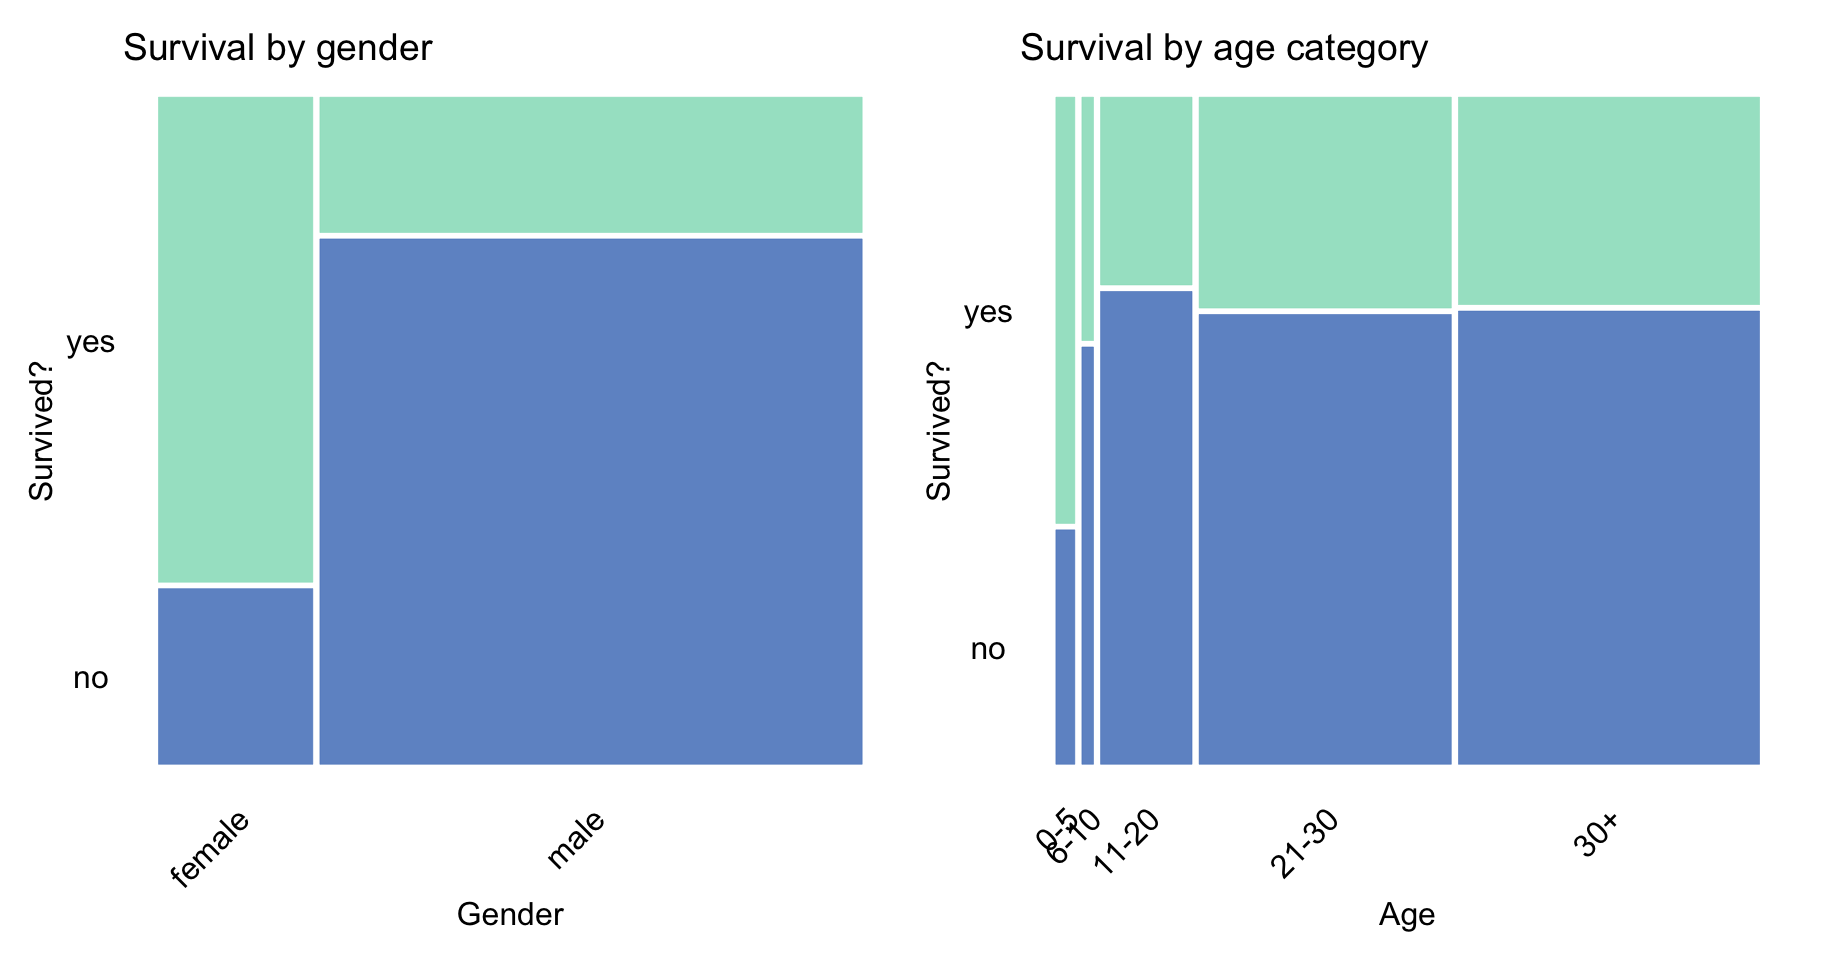 Survival by gender
Survived?
yes
no
female
male
Gender
Survival by age category
Survived?
yes
no
0-5
6-10
11-20
21-30
30+
Age